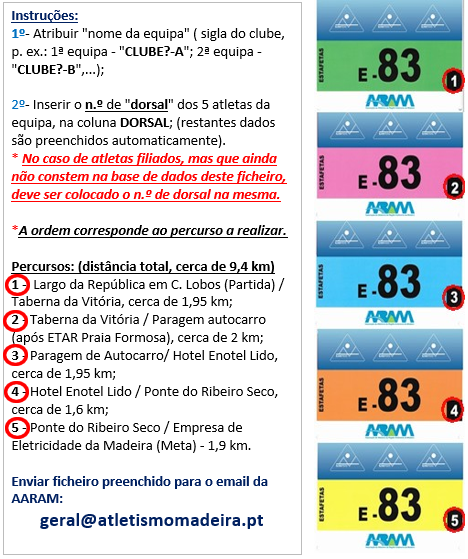 Instruções:
1º- Atribuir "nome da equipa" ( sigla do clube,
p. ex.: 1ª equipa - "CLUBE?-A"; 2ª equipa -
"CLUBE?-B",...);
2º- Inserir o n.º de "dorsal" dos 5 atletas da
equipa, na coluna DORSAL; (restantes dados
são preenchidos automaticamente).
* No caso de atletas filiados, mas que ainda
não constem na base de dados deste ficheiro,
deve ser colocado o n.º de dorsal na mesma.
*A ordem corresponde ao percurso a realizar.
Percursos: (distância total, cerca de 9,4 km)
1 - Largo da República em C. Lobos (Partida) /
Taberna da Vitória, cerca de 1,95 km;
2 - Taberna da Vitória / Paragem autocarro
(após ETAR Praia Formosa), cerca de 2 km;
3 - Paragem de Autocarro/ Hotel Enotel Lido,
cerca de 1,95 km;
4 - Hotel Enotel Lido / Ponte do Ribeiro Seco,
cerca de 1,6 km;
5 - Ponte do Ribeiro Seco / Empresa de
Eletricidade da Madeira (Meta) - 1,9 km.
Enviar ficheiro preenchido para o email da
AARAM:
geral@atletismomadeira.pt
ESTAFETAS
E -83
1
AARAM
ESTAFETAS
E -83
2
AARAM
ESTAFETAS
E -83
3
AARAM
ESTAFETAS
E -83
4
AARAM
ESTAFETAS
E -83
5
AARAM